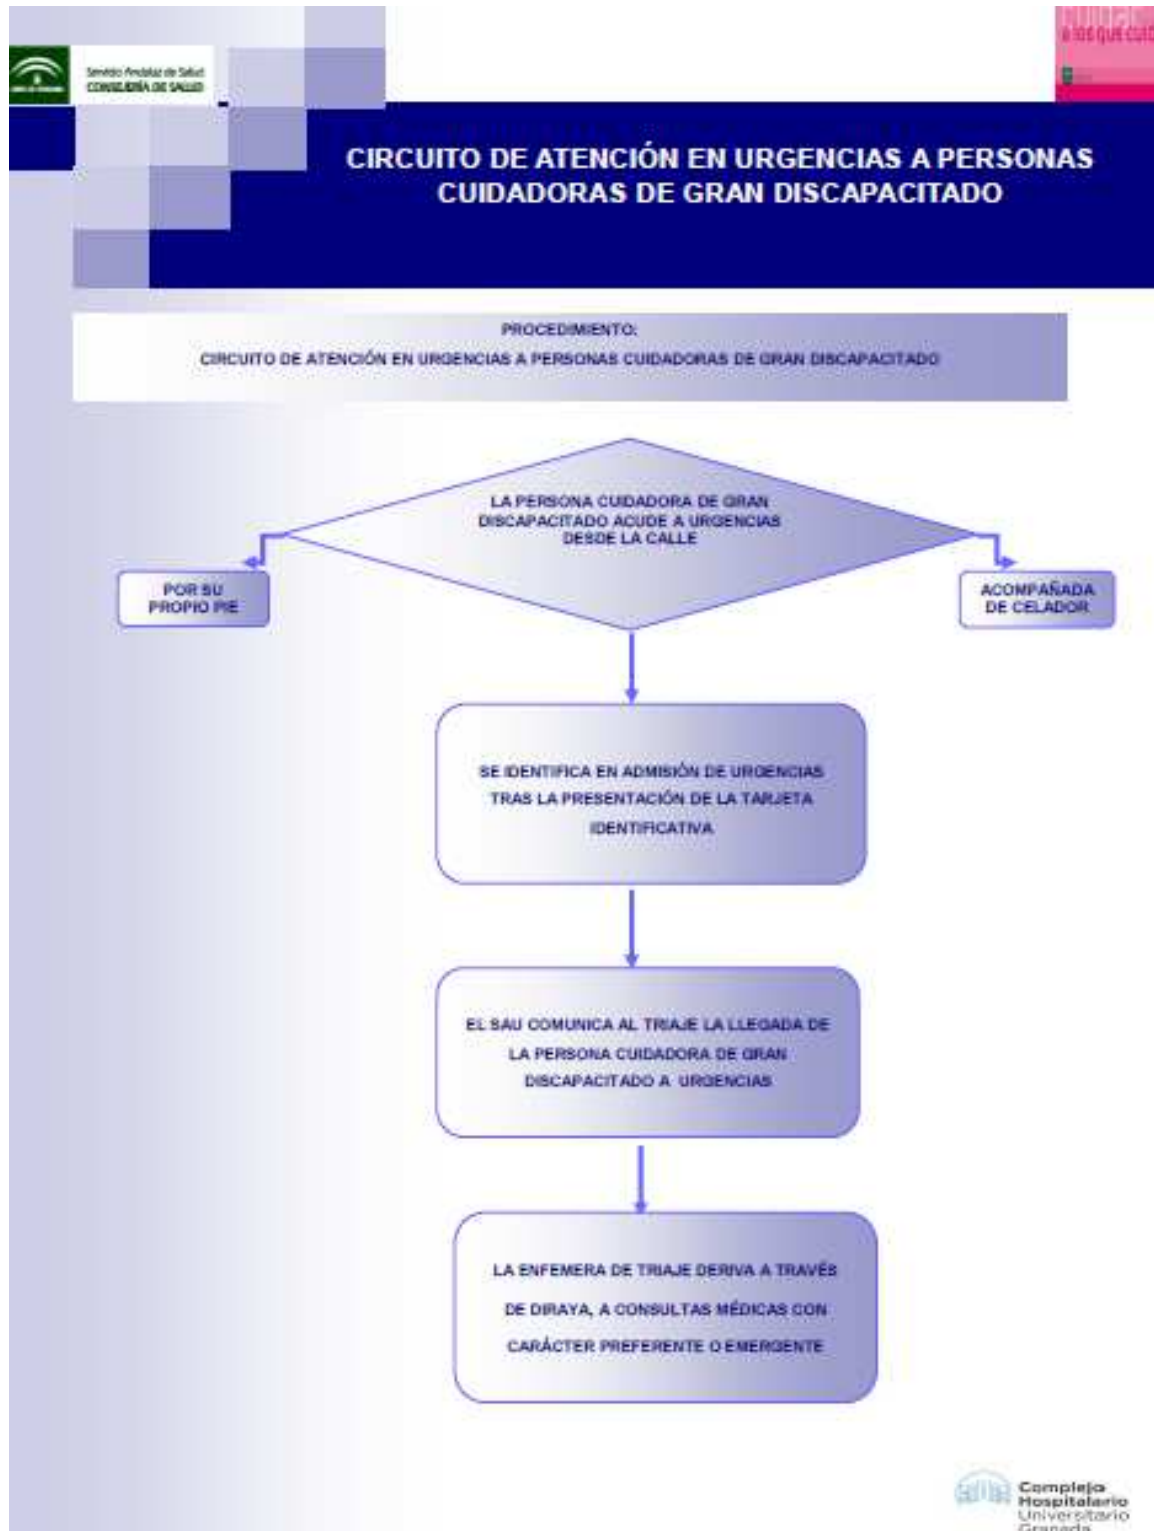 a los que cuid
Servicio Andaluz de Salud
CONSEJERÍA DE SALUD
CIRCUITO DE ATENCIÓN EN URGENCIAS A PERSONAS
CUIDADORAS DE GRAN DISCAPACITADO
PROCEDIMIENTO:
CIRCUITO DE ATENCIÓN EN URGENCIAS A PERSONAS CUIDADORAS DE GRAN DISCAPACITADO
LA PERSONA CUIDADORA DE GRAN
DISCAPACITADO ACUDE A URGENCIAS
DESDE LA CALLE
POR SU
PROPIO PIE
ACOMPAÑADA
DE CELADOR
SE IDENTIFICA EN ADMISIÓN DE URGENCIAS
TRAS LA PRESENTACIÓN DE LA TARJETA
IDENTIFICATIVA
EL SAU COMUNICA AL TRIAJE LA LLEGADA DE
LA PERSONA CUIDADORA DE GRAN
DISCAPACITADO A URGENCIAS
LA ENFEMERA DE TRIAJE DERIVA A TRAVÉS
DE DIRAYA, A CONSULTAS MÉDICAS CON
CARÁCTER PREFERENTE O EMERGENTE
Complejo
Hospitalario
Universitario
Granada